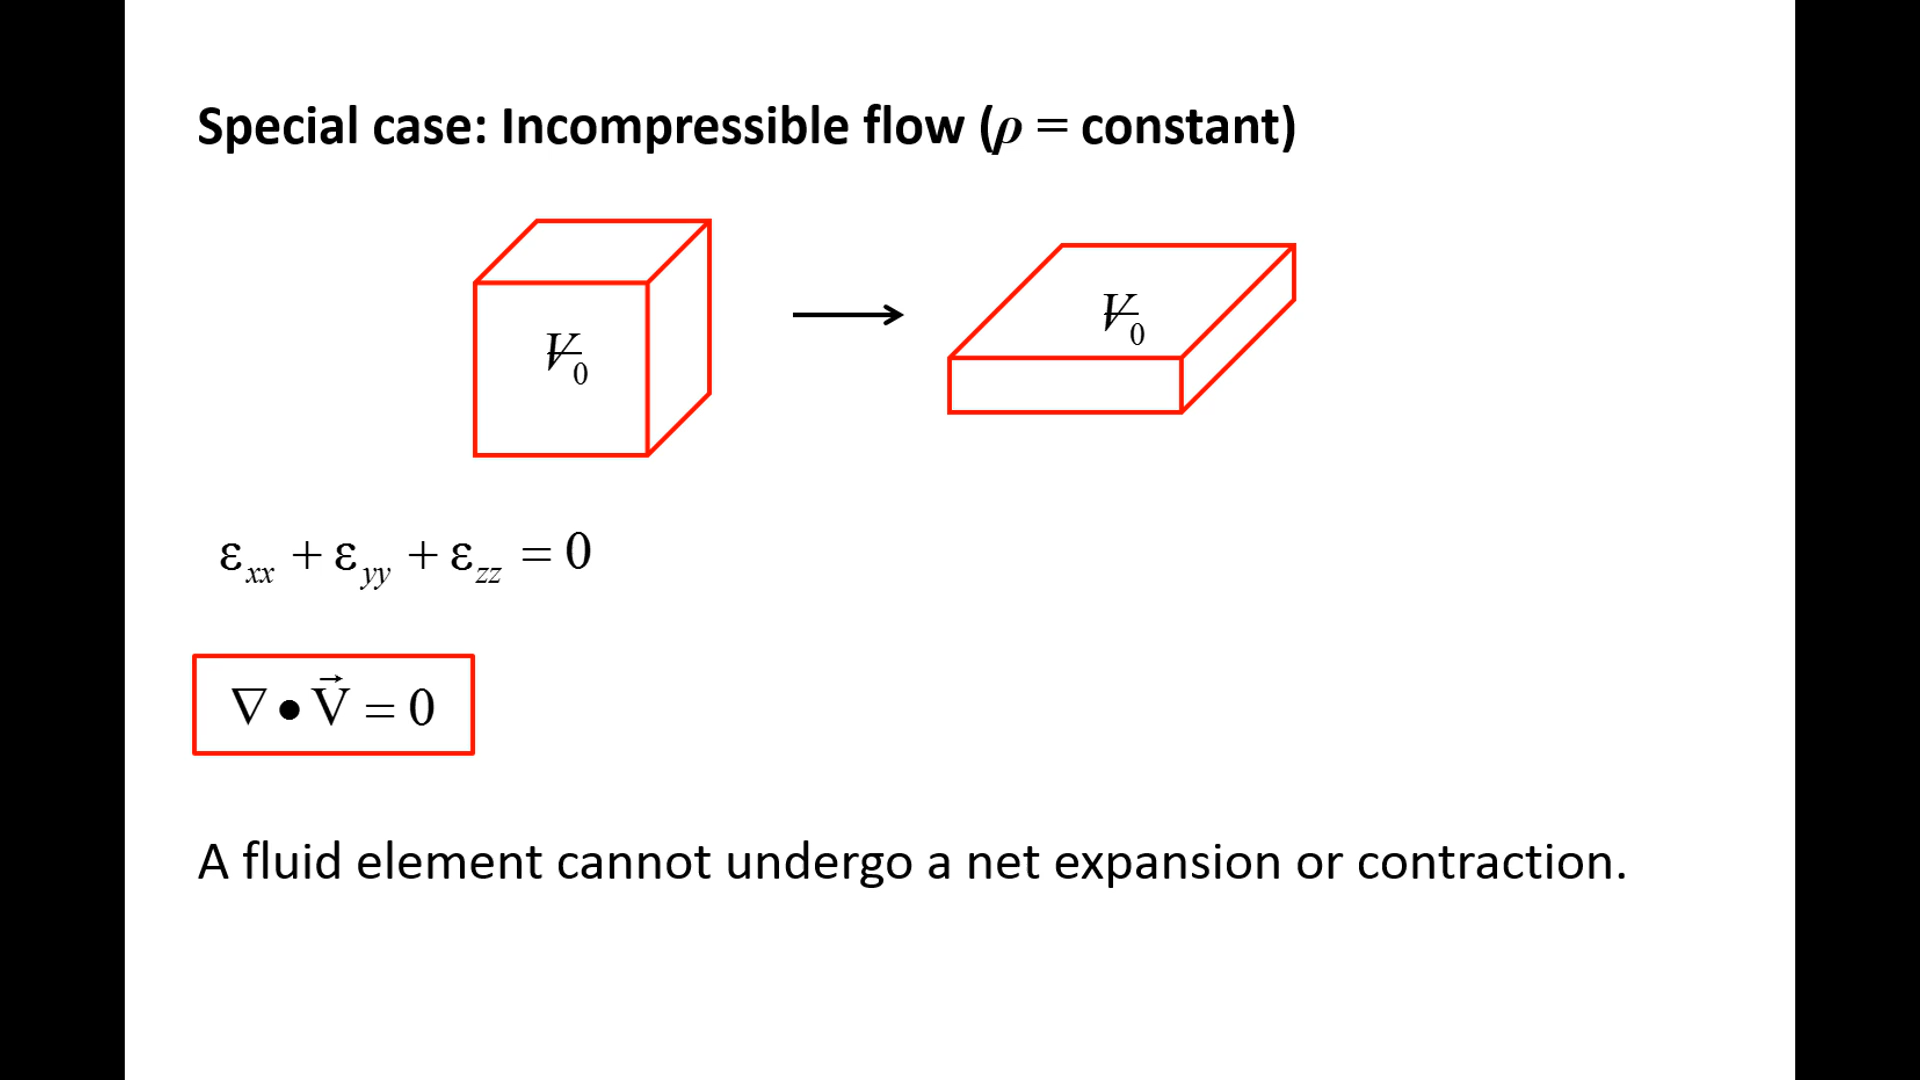 Special case: Incompressible flow (ρ = constant)
V̶₀
V̶₀
ε_xx + ε_yy + ε_zz = 0
∇ • V⃗ = 0
A fluid element cannot undergo a net expansion or contraction.